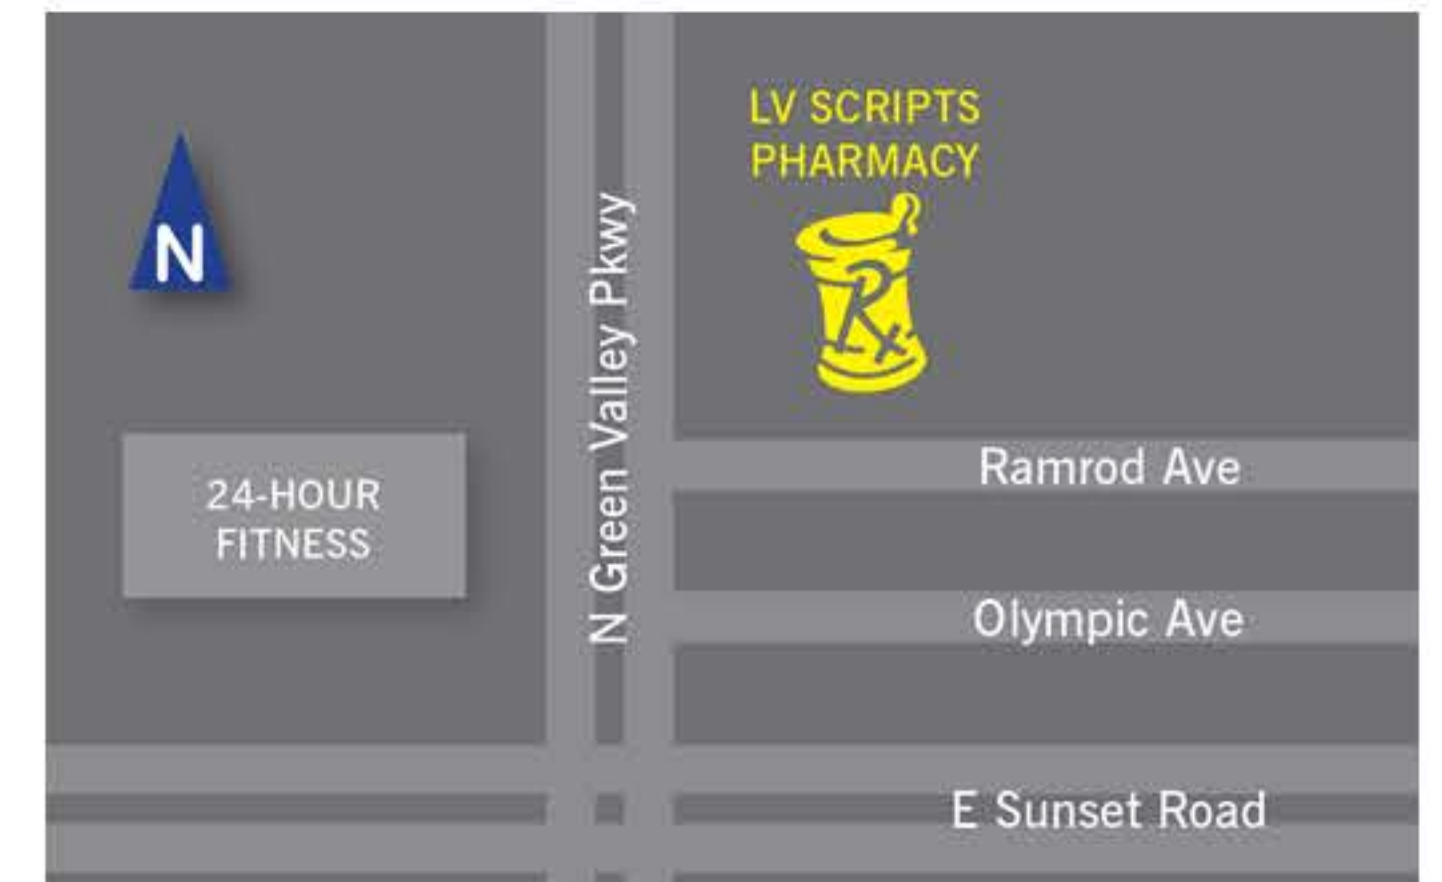 LV SCRIPTS
PHARMACY
N
Rx
N Green Valley Pkwy
24-HOUR
FITNESS
Ramrod Ave
Olympic Ave
E Sunset Road